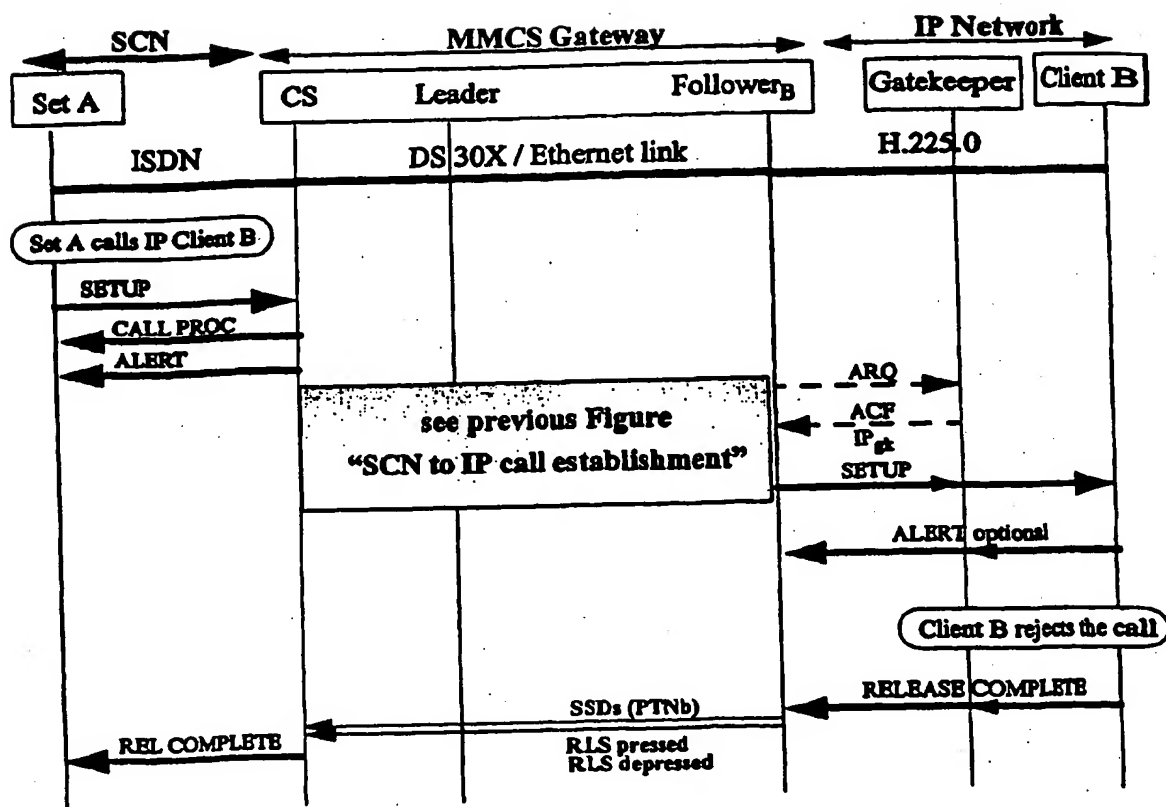 SCN
MMCS Gateway
IP Network
Set A
CS
Leader
Follower B
Gatekeeper
Client B
ISDN
DS 30X / Ethernet link
H.225.0
Set A calls IP Client B
SETUP
CALL PROC
ALERT
ARQ
see previous Figure
ACF
IPgk
"SCN to IP call establishment"
SETUP
ALERT optional
Client B rejects the call
RELEASE COMPLETE
SSDs (PTNb)
REL COMPLETE
RLS pressed
RLS depressed